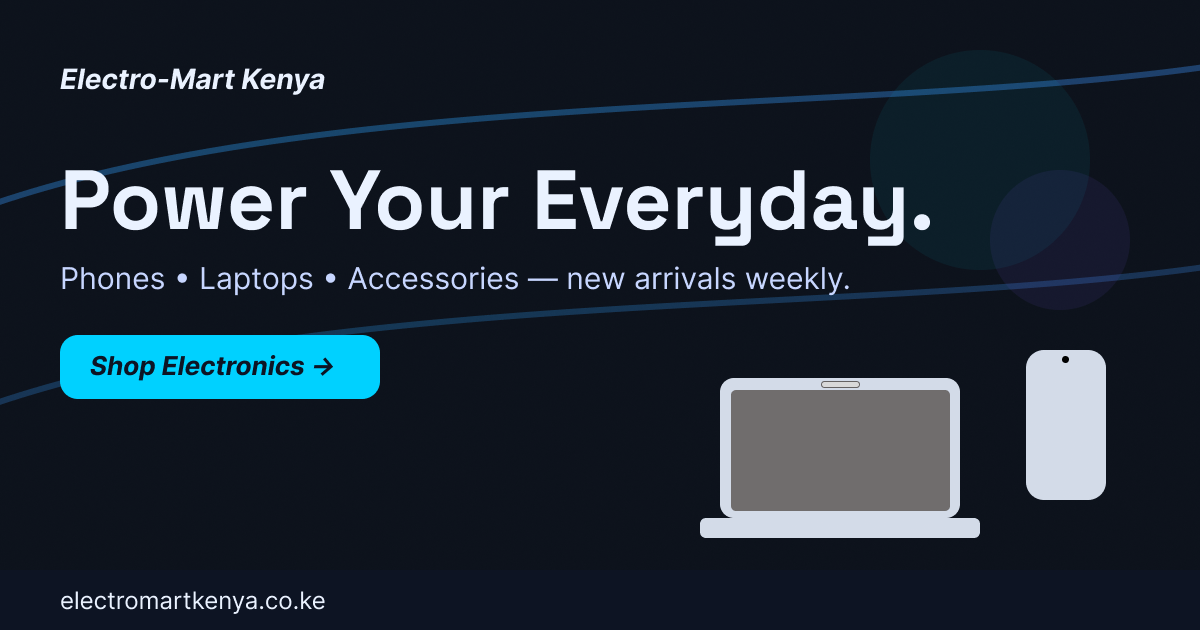 Electro-Mart Kenya
Power Your Everyday.
Phones • Laptops • Accessories — new arrivals weekly.
Shop Electronics →
electromartkenya.co.ke